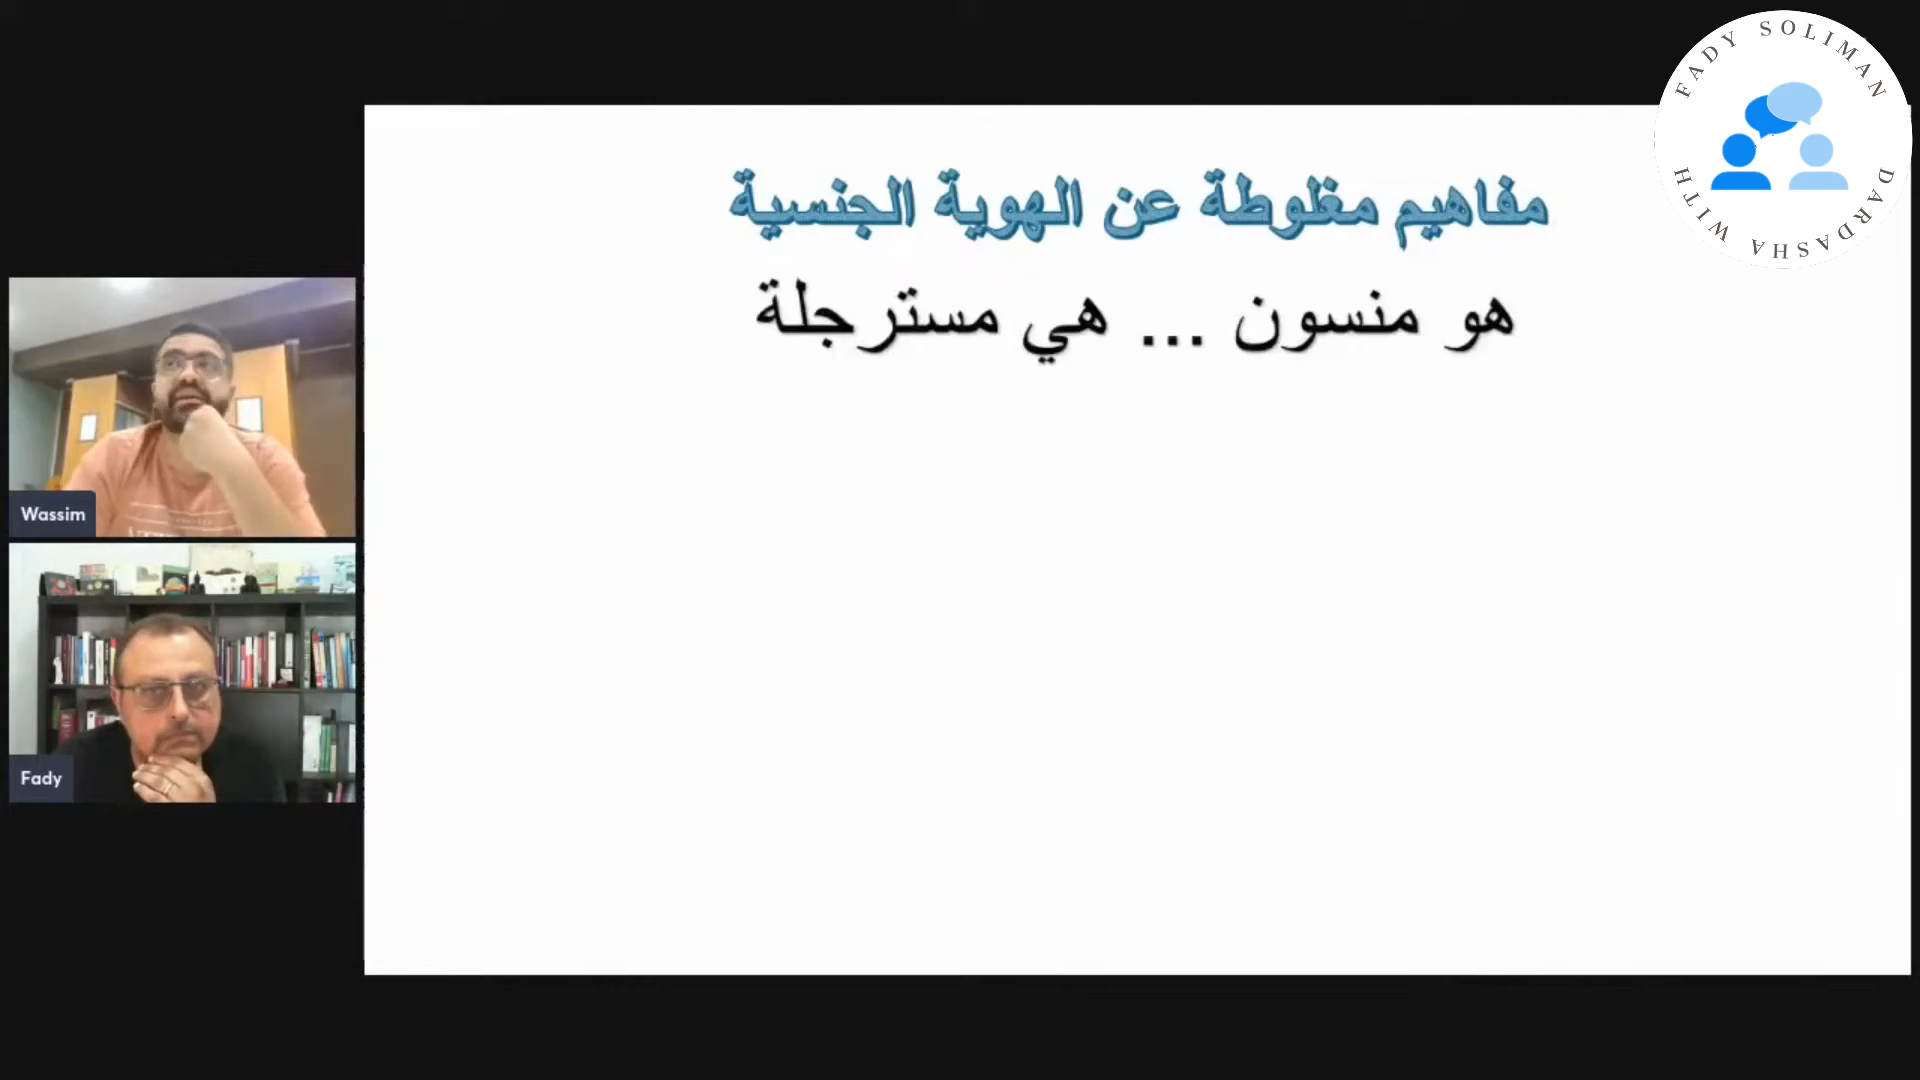 مفاهيم مغلوطة عن الهوية الجنسية
هو منسون ... هي مسترجلة
FADY SOLIMAN
DARDASHA WITH
Wassim
Fady